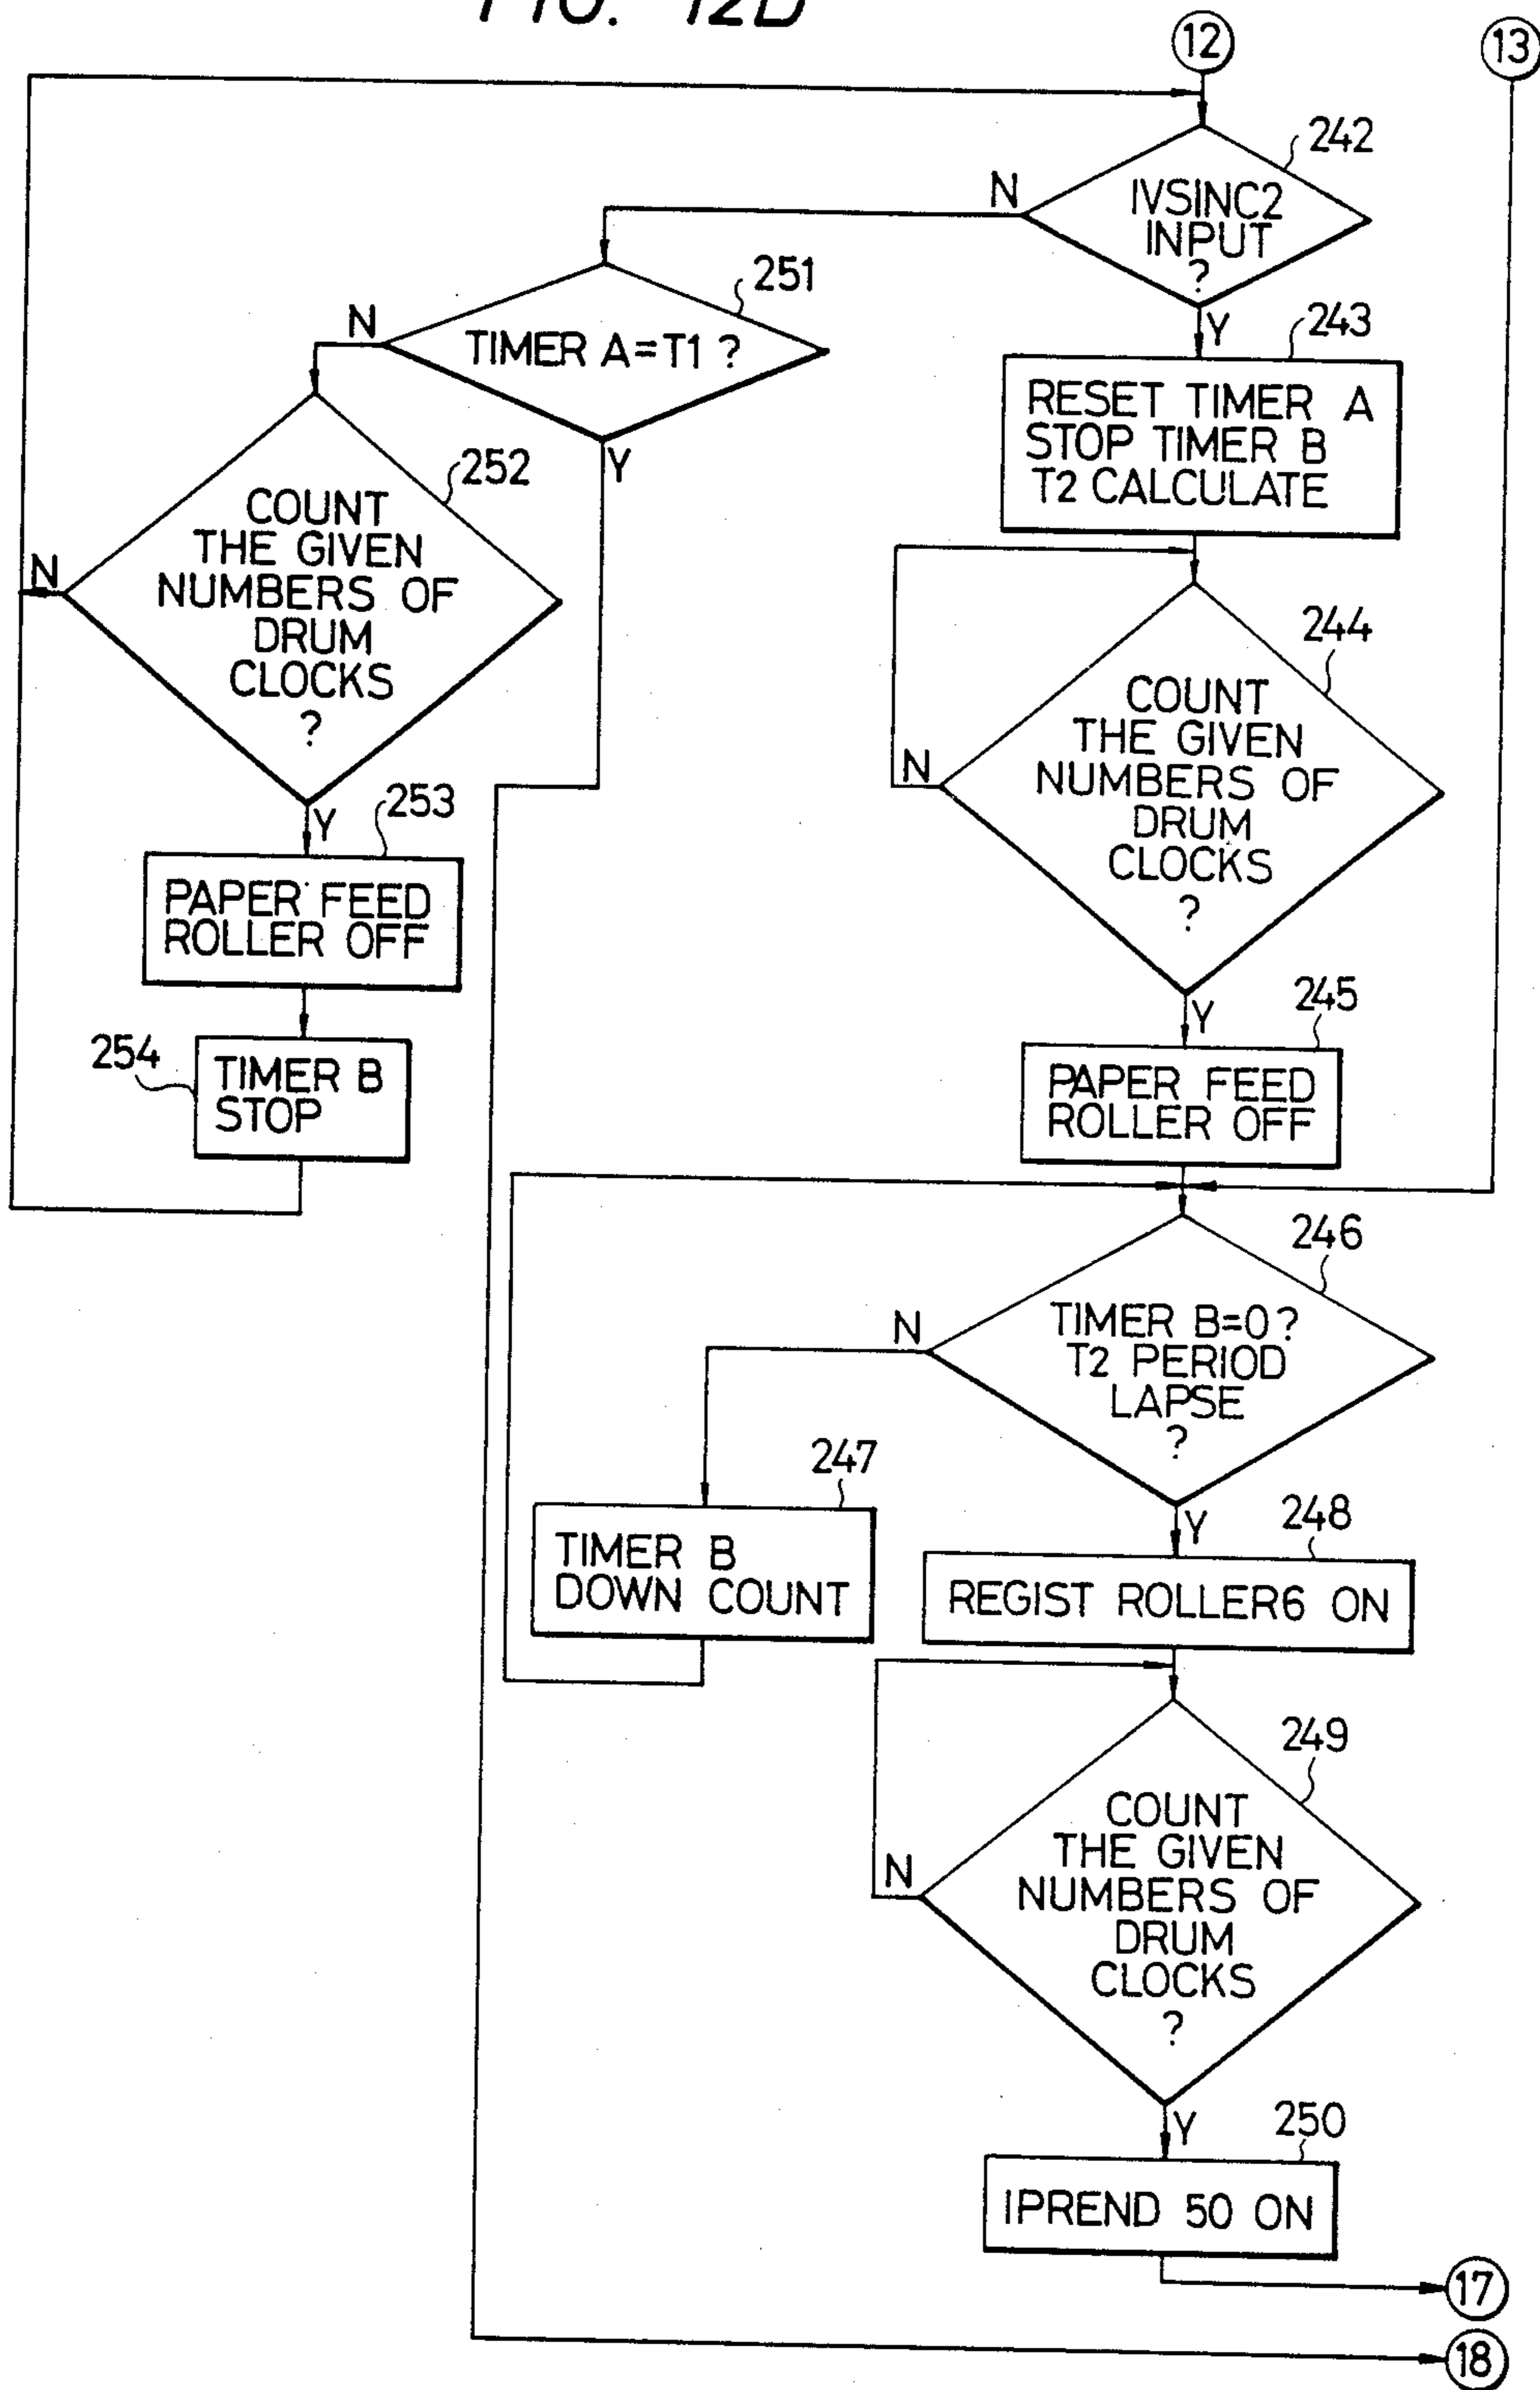 FIG. 12D
12
13
242
N
IVSINC2
INPUT
?
Y
251
N
TIMER A=T1 ?
Y
243
RESET TIMER A
STOP TIMER B
T2 CALCULATE
252
COUNT
THE GIVEN
NUMBERS OF
DRUM
CLOCKS
?
N
Y
244
COUNT
THE GIVEN
NUMBERS OF
DRUM
CLOCKS
?
N
Y
253
PAPER FEED
ROLLER OFF
254
TIMER B
STOP
245
PAPER FEED
ROLLER OFF
246
N
TIMER B=0?
T2 PERIOD
LAPSE
?
Y
247
TIMER B
DOWN COUNT
248
REGIST ROLLER6 ON
249
COUNT
THE GIVEN
NUMBERS OF
DRUM
CLOCKS
?
N
Y
250
IPREND 50 ON
17
18